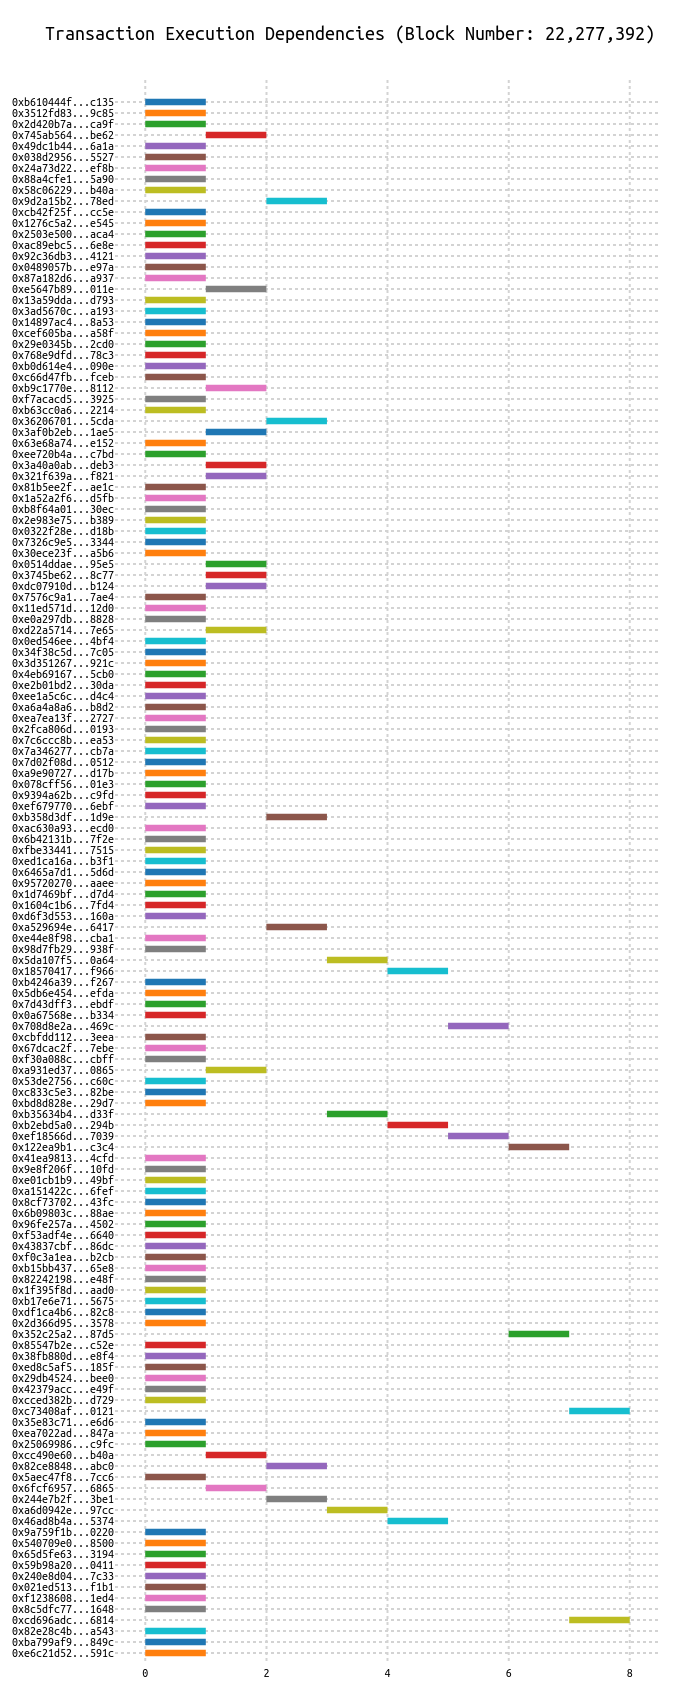 Transaction Execution Dependencies (Block Number: 22,277,392)
0xb610444f...c135
0x3512fd83...9c85
0x2d420b7a...ca9f
0x745ab564...be62
0x49dc1b44...6a1a
0x038d2956...5527
0x24a73d22...ef8b
0x88a4cfe1...5a90
0x58c06229...b40a
0x9d2a15b2...78ed
0xcb42f25f...cc5e
0x1276c5a2...e545
0x2503e500...aca4
0xac89ebc5...6e8e
0x92c36db3...4121
0x0489057b...e97a
0x87a182d6...a937
0xe5647b89...011e
0x13a59dda...d793
0x3ad5670c...a193
0x14897ac4...8a53
0xcef605ba...a58f
0x29e0345b...2cd0
0x768e9dfd...78c3
0xb0d614e4...090e
0xc66d47fb...fceb
0xb9c1770e...8112
0xf7acacd5...3925
0xb63cc0a6...2214
0x36206701...5cda
0x3af0b2eb...1ae5
0x63e68a74...e152
0xee720b4a...c7bd
0x3a40a0ab...deb3
0x321f639a...f821
0x81b5ee2f...ae1c
0x1a52a2f6...d5fb
0xb8f64a01...30ec
0x2e983e75...b389
0x0322f28e...d18b
0x7326c9e5...3344
0x30ece23f...a5b6
0x0514ddae...95e5
0x3745be62...8c77
0xdc07910d...b124
0x7576c9a1...7ae4
0x11ed571d...12d0
0xe0a297db...8828
0xd22a5714...7e65
0x0ed546ee...4bf4
0x34f38c5d...7c05
0x3d351267...921c
0x4eb69167...5cb0
0xe2b01bd2...30da
0xee1a5c6c...d4c4
0xa6a4a8a6...b8d2
0xea7ea13f...2727
0x2fca806d...0193
0x7c6ccc8b...ea53
0x7a346277...cb7a
0x7d02f08d...0512
0xa9e90727...d17b
0x078cff56...01e3
0x9394a62b...c9fd
0xef679770...6ebf
0xb358d3df...1d9e
0xac630a93...ecd0
0x6b42131b...7f2e
0xfbe33441...7515
0xed1ca16a...b3f1
0x6465a7d1...5d6d
0x95720270...aaee
0x1d7469bf...d7d4
0x1604c1b6...7fd4
0xd6f3d553...160a
0xa529694e...6417
0xe44e8f98...cba1
0x98d7fb29...938f
0x5da107f5...0a64
0x18570417...f966
0xb4246a39...f267
0x5db6e454...efda
0x7d43dff3...ebdf
0x0a67568e...b334
0x708d8e2a...469c
0xcbfdd112...3eea
0x67dcac2f...7ebe
0xf30a088c...cbff
0xa931ed37...0865
0x53de2756...c60c
0xc833c5e3...82be
0xbd8d828e...29d7
0xb35634b4...d33f
0xb2ebd5a0...294b
0xef18566d...7039
0x122ea9b1...c3c4
0x41ea9813...4cfd
0x9e8f206f...10fd
0xe01cb1b9...49bf
0xa151422c...6fef
0x8cf73702...43fc
0x6b09803c...88ae
0x96fe257a...4502
0xf53adf4e...6640
0x43837cbf...86dc
0xf0c3a1ea...b2cb
0xb15bb437...65e8
0x82242198...e48f
0x1f395f8d...aad0
0xb17e6e71...5675
0xdf1ca4b6...82c8
0x2d366d95...3578
0x352c25a2...87d5
0x85547b2e...c52e
0x38fb880d...e8f4
0xed8c5af5...185f
0x29db4524...bee0
0x42379acc...e49f
0xcced382b...d729
0xc73408af...0121
0x35e83c71...e6d6
0xea7022ad...847a
0x25069986...c9fc
0xcc490e60...b40a
0x82ce8848...abc0
0x5aec47f8...7cc6
0x6fcf6957...6865
0x244e7b2f...3be1
0xa6d0942e...97cc
0x46ad8b4a...5374
0x9a759f1b...0220
0x540709e0...8500
0x65d5fe63...3194
0x59b98a20...0411
0x240e8d04...7c33
0x021ed513...f1b1
0xf1238608...1ed4
0x8c5dfc77...1648
0xcd696adc...6814
0x82e28c4b...a543
0xba799af9...849c
0xe6c21d52...591c
0 2 4 6 8